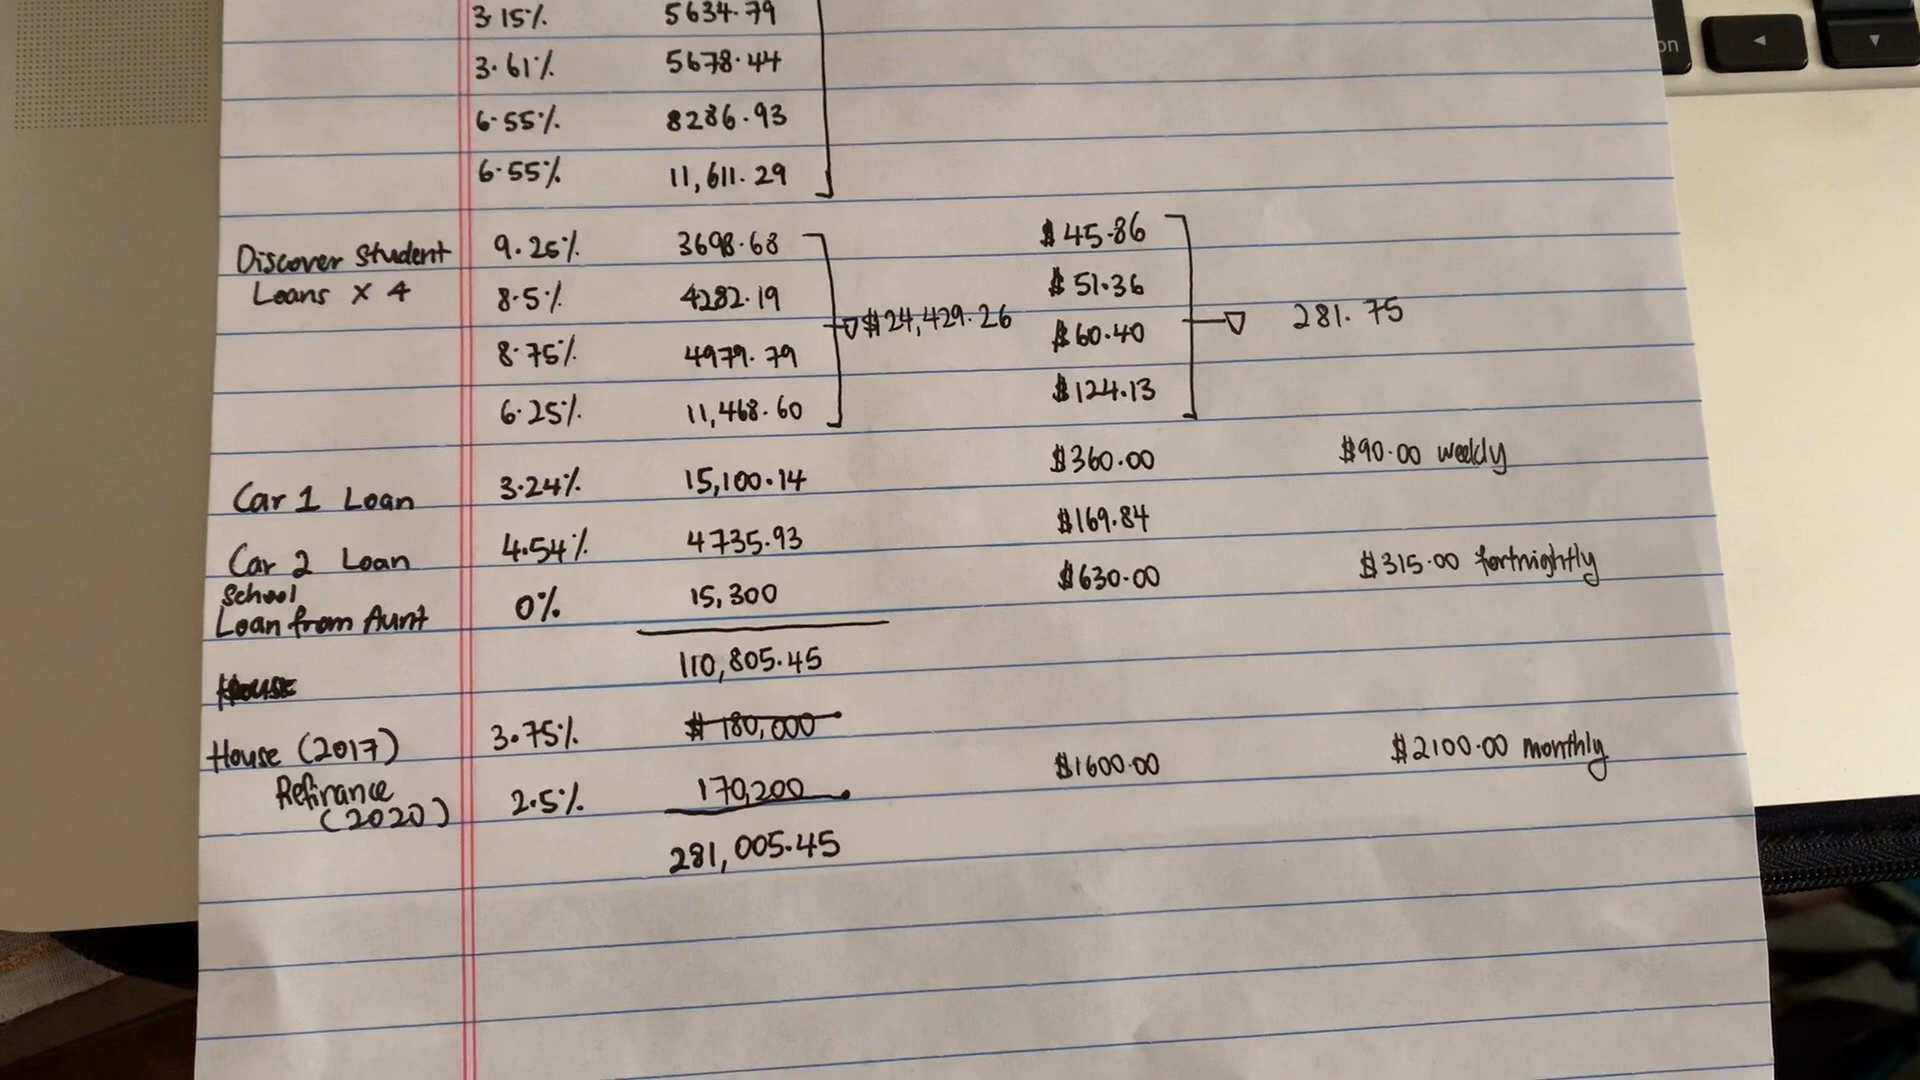 3.15% 5634.79
3.61% 5678.44
6.55% 8286.93
6.55% 11,611.29
Discover Student 9.25% 3698.68 $45.86
Loans x 4 8.5% 4282.19 $24,429.26 $51.36 281.75
8.75% 4979.79 $60.40
6.25% 11,468.60 $124.13
Car 1 Loan 3.24% 15,100.14 $360.00 $90.00 weekly
Car 2 Loan 4.54% 4735.93 $169.84
School
Loan from Aunt 0% 15,300 $630.00 $315.00 fortnightly
110,805.45
House
House (2017) 3.75% $180,000
Refinance
(2020) 2.5% 170,200 $1600.00 $2100.00 monthly
281,005.45
on